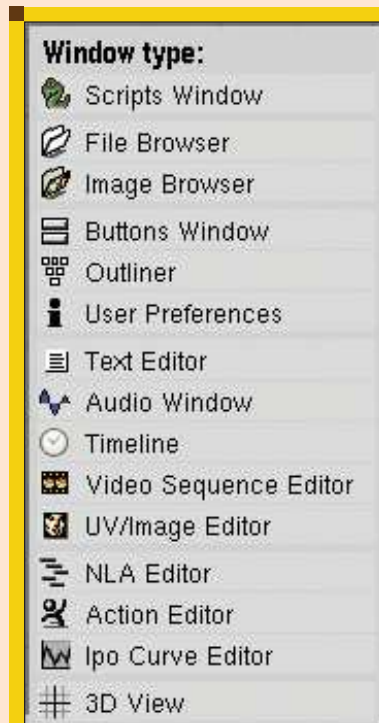 Window type:
Scripts Window
File Browser
Image Browser
Buttons Window
Outliner
User Preferences
Text Editor
Audio Window
Timeline
Video Sequence Editor
UV/Image Editor
NLA Editor
Action Editor
Ipo Curve Editor
3D View